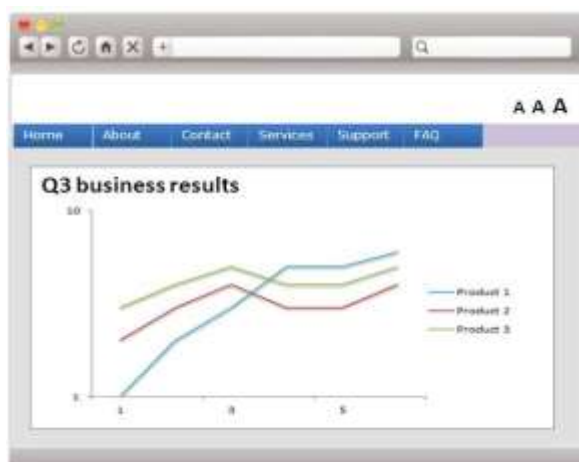 A A A
Home About Contact Services Support FAQ
Q3 business results
10
Product 1
Product 2
Product 3
1
1 3 5